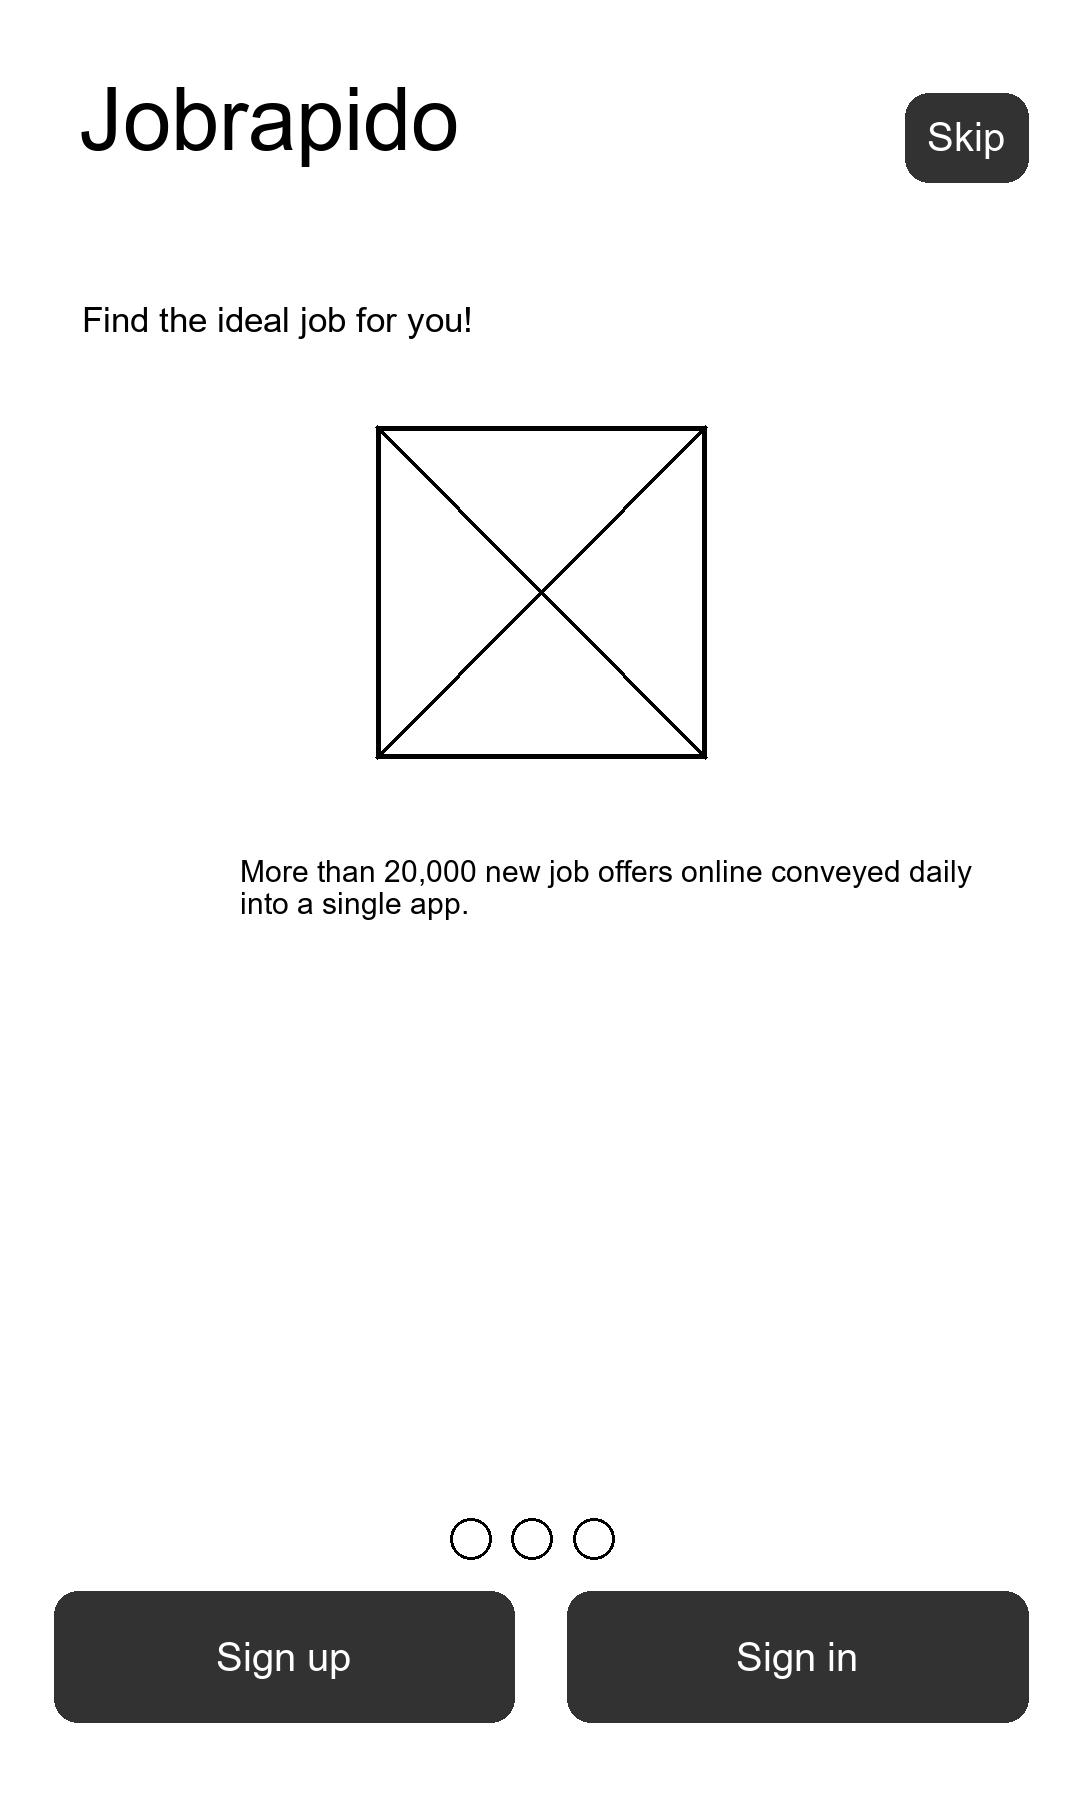 Jobrapido
Skip
Find the ideal job for you!
More than 20,000 new job offers online conveyed daily
into a single app.
Sign up
Sign in